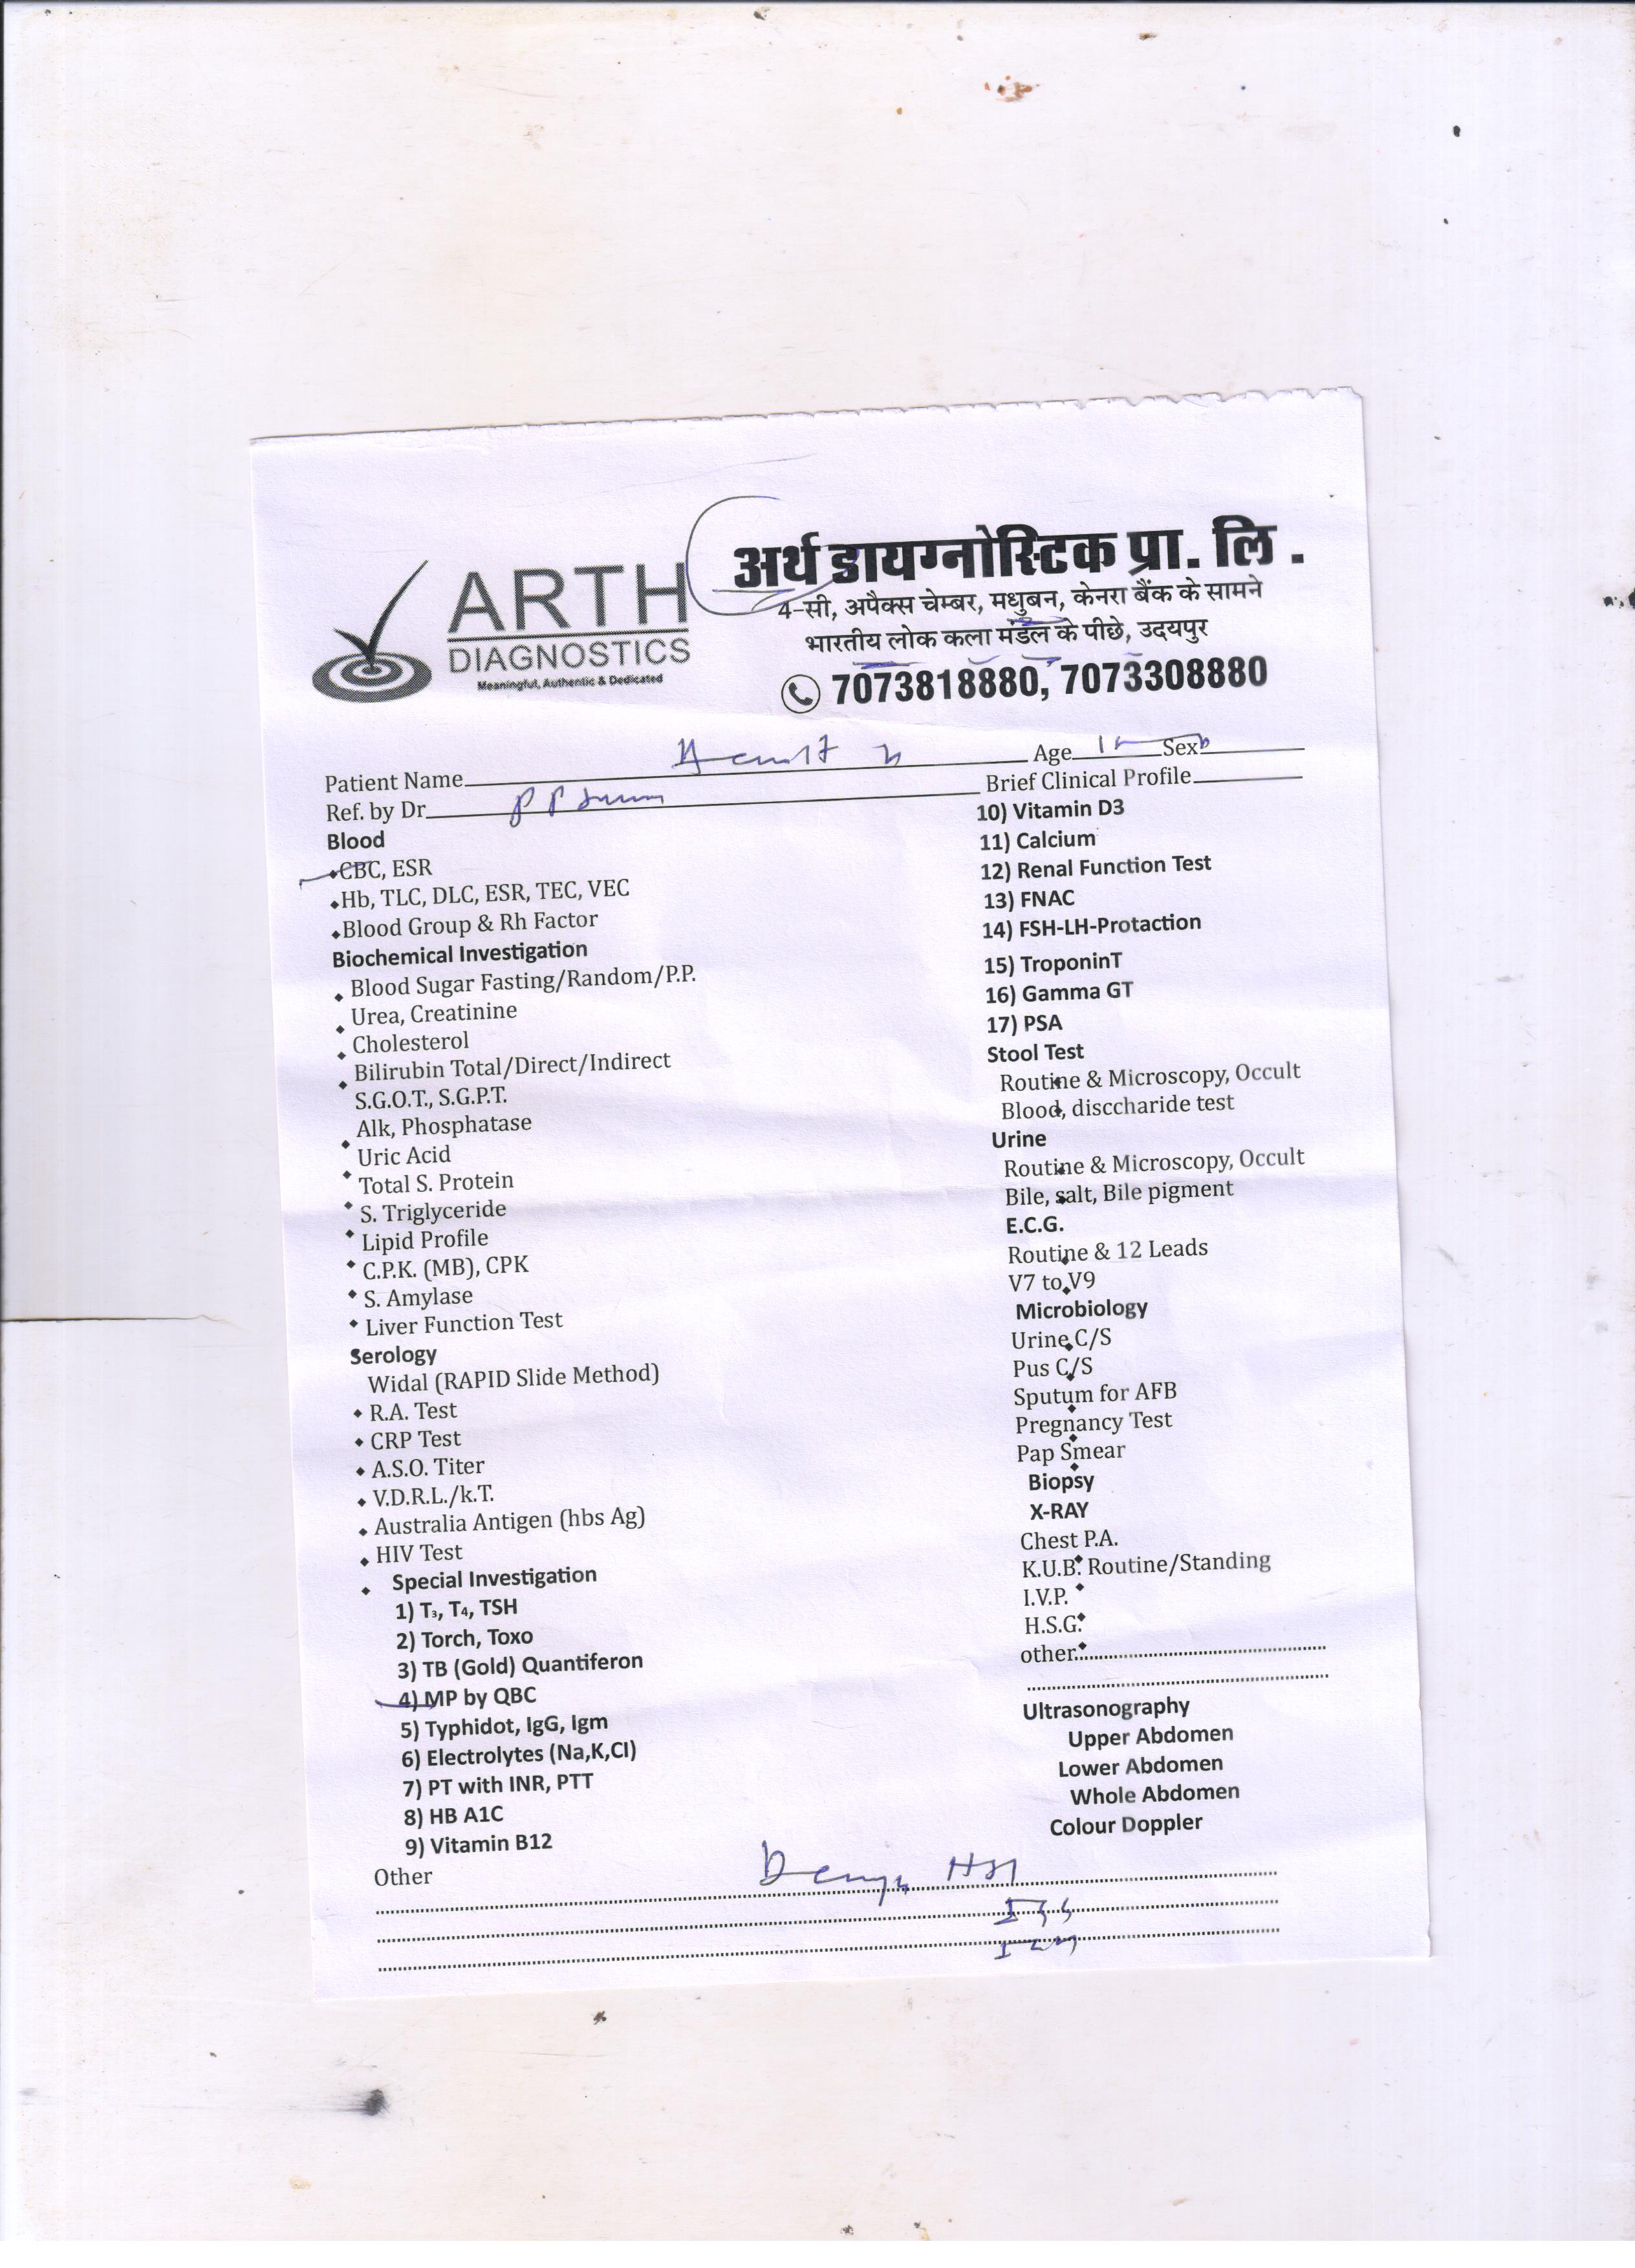 ARTH
DIAGNOSTICS
Meaningful, Authentic & Dedicated
अर्थ डायग्नोस्टिक प्रा. लि .
4-सी, अपैक्स चेम्बर, मधुबन, केनरा बैंक के सामने
भारतीय लोक कला मंडल के पीछे, उदयपुर
7073818880, 7073308880
Patient Name Age Sex
Ref. by Dr P P Brief Clinical Profile
Blood
CBC, ESR
Hb, TLC, DLC, ESR, TEC, VEC
Blood Group & Rh Factor
Biochemical Investigation
Blood Sugar Fasting/Random/P.P.
Urea, Creatinine
Cholesterol
Bilirubin Total/Direct/Indirect
S.G.O.T., S.G.P.T.
Alk, Phosphatase
Uric Acid
Total S. Protein
S. Triglyceride
Lipid Profile
C.P.K. (MB), CPK
S. Amylase
Liver Function Test
Serology
Widal (RAPID Slide Method)
R.A. Test
CRP Test
A.S.O. Titer
V.D.R.L./k.T.
Australia Antigen (hbs Ag)
HIV Test
Special Investigation
1) T₃, T₄, TSH
2) Torch, Toxo
3) TB (Gold) Quantiferon
4) MP by QBC
5) Typhidot, IgG, Igm
6) Electrolytes (Na,K,Cl)
7) PT with INR, PTT
8) HB A1C
9) Vitamin B12
10) Vitamin D3
11) Calcium
12) Renal Function Test
13) FNAC
14) FSH-LH-Protaction
15) TroponinT
16) Gamma GT
17) PSA
Stool Test
Routine & Microscopy, Occult
Blood, disccharide test
Urine
Routine & Microscopy, Occult
Bile, salt, Bile pigment
E.C.G.
Routine & 12 Leads
V7 to V9
Microbiology
Urine C/S
Pus C/S
Sputum for AFB
Pregnancy Test
Pap Smear
Biopsy
X-RAY
Chest P.A.
K.U.B. Routine/Standing
I.V.P.
H.S.G.
other
Ultrasonography
Upper Abdomen
Lower Abdomen
Whole Abdomen
Colour Doppler
Other